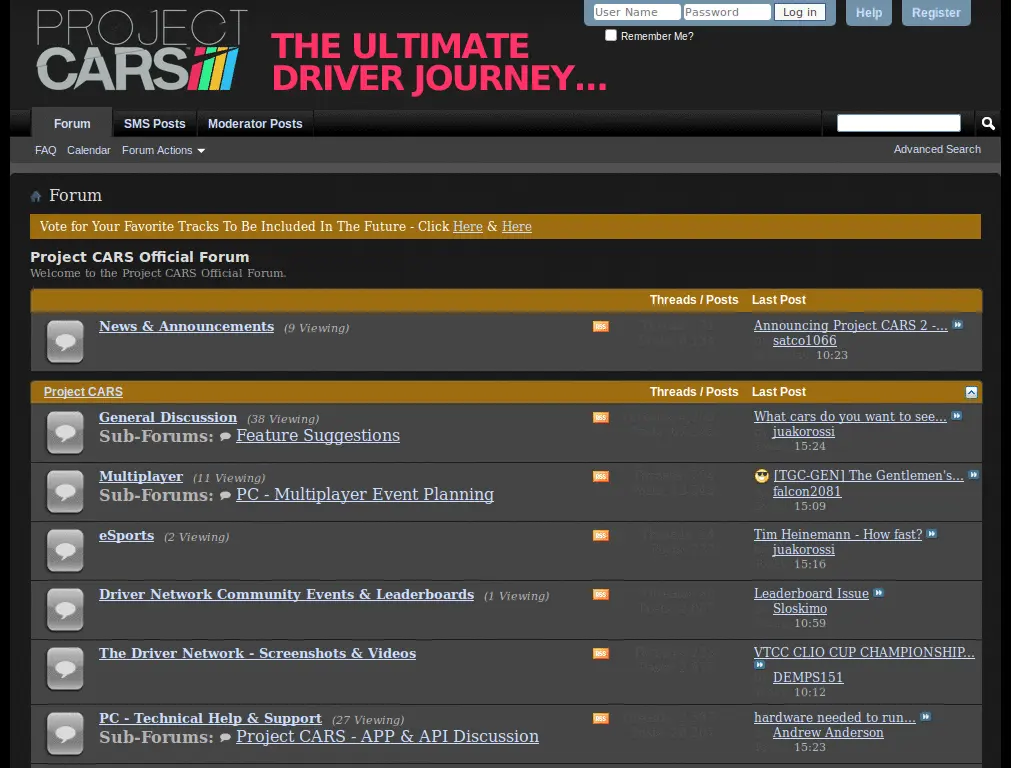 PROJECT CARS
THE ULTIMATE
DRIVER JOURNEY...
User Name Password Log in Help Register
Remember Me?
Forum SMS Posts Moderator Posts
FAQ Calendar Forum Actions Advanced Search
Forum
Vote for Your Favorite Tracks To Be Included In The Future - Click Here & Here
Project CARS Official Forum
Welcome to the Project CARS Official Forum.
Threads / Posts Last Post
News & Announcements (9 Viewing) RSS Announcing Project CARS 2 -...
satco1066
10:23
Project CARS Threads / Posts Last Post
General Discussion (38 Viewing) RSS What cars do you want to see...
Sub-Forums: Feature Suggestions juakorossi
15:24
Multiplayer (11 Viewing) RSS [TGC-GEN] The Gentlemen's...
Sub-Forums: PC - Multiplayer Event Planning falcon2081
15:09
eSports (2 Viewing) RSS Tim Heinemann - How fast?
juakorossi
15:16
Driver Network Community Events & Leaderboards (1 Viewing) RSS Leaderboard Issue
Sloskimo
10:59
The Driver Network - Screenshots & Videos RSS VTCC CLIO CUP CHAMPIONSHIP...
DEMPS151
10:12
PC - Technical Help & Support (27 Viewing) RSS hardware needed to run...
Sub-Forums: Project CARS - APP & API Discussion Andrew Anderson
15:23